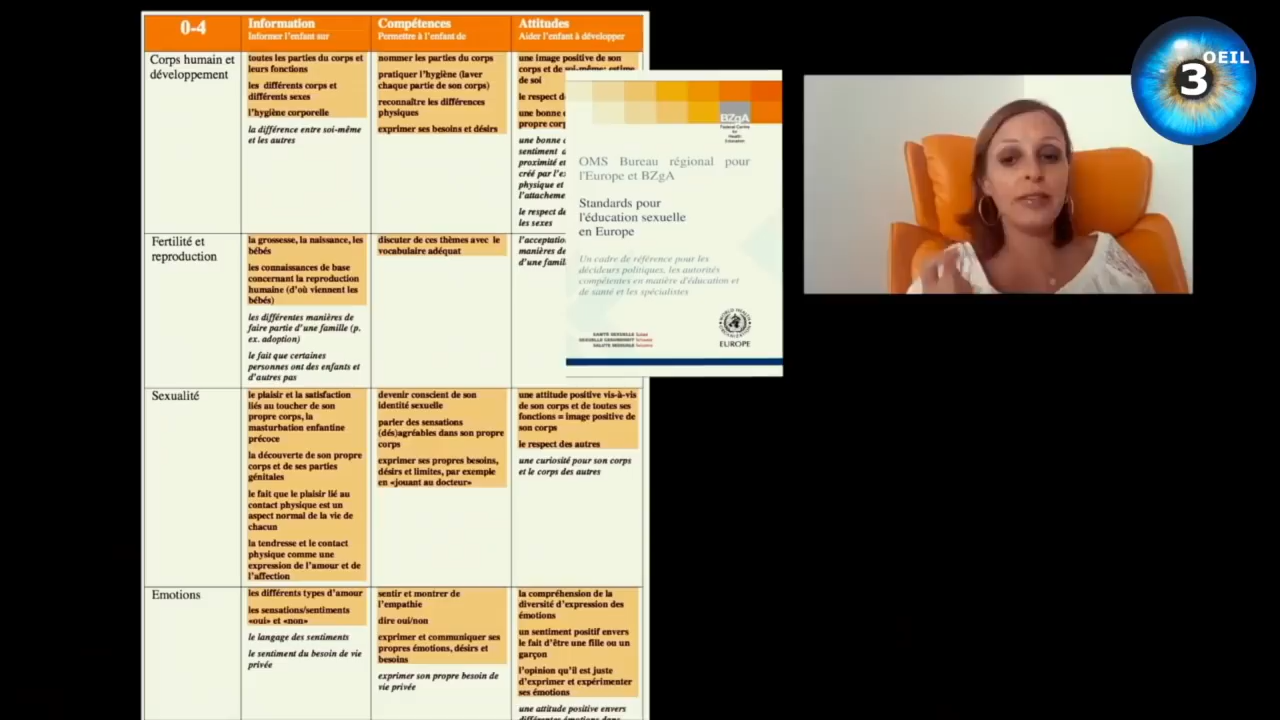 0-4
Information
Informer l'enfant sur
Compétences
Permettre à l'enfant de
Attitudes
Aider l'enfant à développer
Corps humain et
développement
toutes les parties du corps et
leurs fonctions
les différents corps et
différents sexes
l'hygiène corporelle
la différence entre soi-même
et les autres
nommer les parties du corps
pratiquer l'hygiène (laver
chaque partie de son corps)
reconnaître les différences
physiques
exprimer ses besoins et désirs
une image positive de son
corps et de soi-même: estime
de soi
le respect d
une bonne
propre corp
une bonne
sentiment
proximité et
créé par l'e
physique et
l'attacheme
le respect de
les sexes
Fertilité et
reproduction
la grossesse, la naissance, les
bébés
les connaissances de base
concernant la reproduction
humaine (d'où viennent les
bébés)
les différentes manières de
faire partie d'une famille (p.
ex. adoption)
le fait que certaines
personnes ont des enfants et
d'autres pas
discuter de ces thèmes avec le
vocabulaire adéquat
l'acceptatio
manières de
d'une famil
Sexualité
le plaisir et la satisfaction
liés au toucher de son
propre corps, la
masturbation enfantine
précoce
la découverte de son propre
corps et de ses parties
génitales
le fait que le plaisir lié au
contact physique est un
aspect normal de la vie de
chacun
la tendresse et le contact
physique comme une
expression de l'amour et de
l'affection
devenir conscient de son
identité sexuelle
parler des sensations
(dés)agréables dans son propre
corps
exprimer ses propres besoins,
désirs et limites, par exemple
en «jouant au docteur»
une attitude positive vis-à-vis
de son corps et de toutes ses
fonctions = image positive de
son corps
le respect des autres
une curiosité pour son corps
et le corps des autres
Emotions
les différents types d'amour
les sensations/sentiments
«oui» et «non»
le langage des sentiments
le sentiment du besoin de vie
privée
sentir et montrer de
l'empathie
dire oui/non
exprimer et communiquer ses
propres émotions, désirs et
besoins
exprimer son propre besoin de
vie privée
la compréhension de la
diversité d'expression des
émotions
un sentiment positif envers
le fait d'être une fille ou un
garçon
l'opinion qu'il est juste
d'exprimer et expérimenter
ses émotions
une attitude positive envers
différentes émotions dans
BZgA
Federal Centre
for
Health
Education
OMS Bureau régional pour
l'Europe et BZgA
Standards pour
l'éducation sexuelle
en Europe
Un cadre de référence pour les
décideurs politiques, les autorités
compétentes en matière d'éducation et
de santé et les spécialistes
SANTÉ SEXUELLE Suisse
SEXUELLE GESUNDHEIT Schweiz
SALUTE SESSUALE Svizzera
EUROPE
3
OEIL